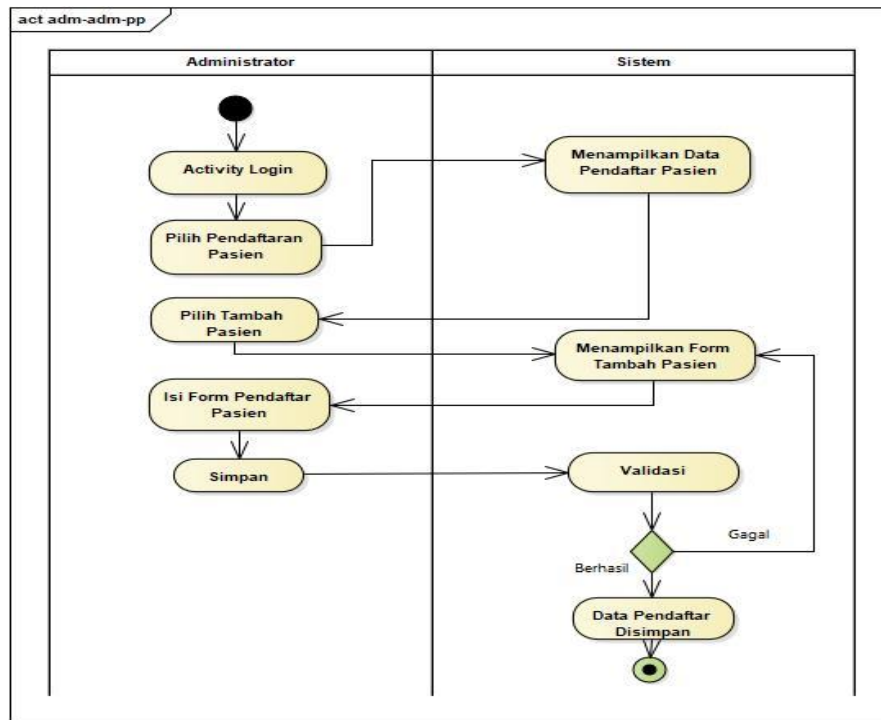 act adm-adm-pp
Administrator
Sistem
Activity Login
Menampilkan Data
Pendaftar Pasien
Pilih Pendaftaran
Pasien
Pilih Tambah
Pasien
Menampilkan Form
Tambah Pasien
Isi Form Pendaftar
Pasien
Simpan
Validasi
Gagal
Berhasil
Data Pendaftar
Disimpan